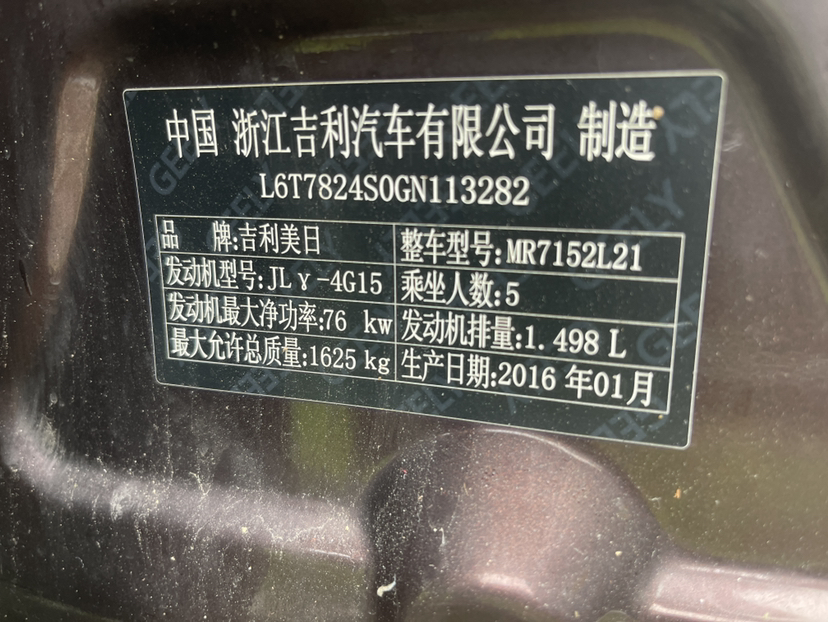 中国 浙江吉利汽车有限公司 制造
L6T7824S0GN113282
品 牌:吉利美日 整车型号:MR7152L21
发动机型号:JLγ-4G15 乘坐人数:5
发动机最大净功率:76 kw 发动机排量:1.498 L
最大允许总质量:1625 kg 生产日期:2016 年01月